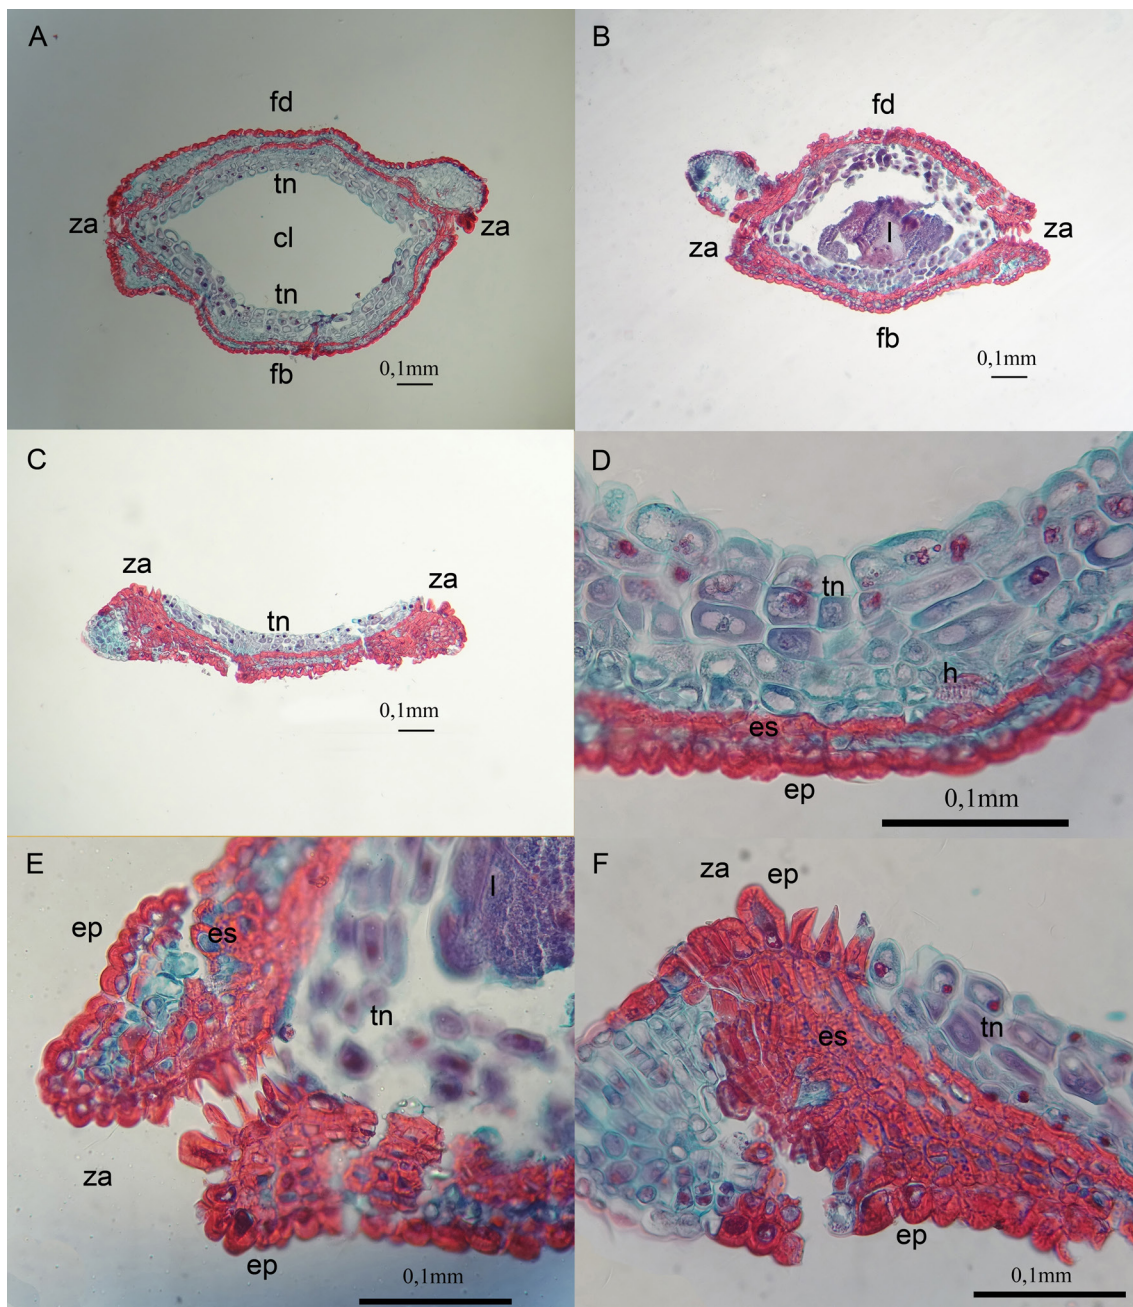 A
fd
tn
za
za
cl
tn
fb
0,1mm
B
fd
l
za
za
fb
0,1mm
C
za
za
tn
0,1mm
D
tn
h
es
ep
0,1mm
E
l
ep
es
tn
za
ep
0,1mm
F
za
ep
es
tn
ep
0,1mm